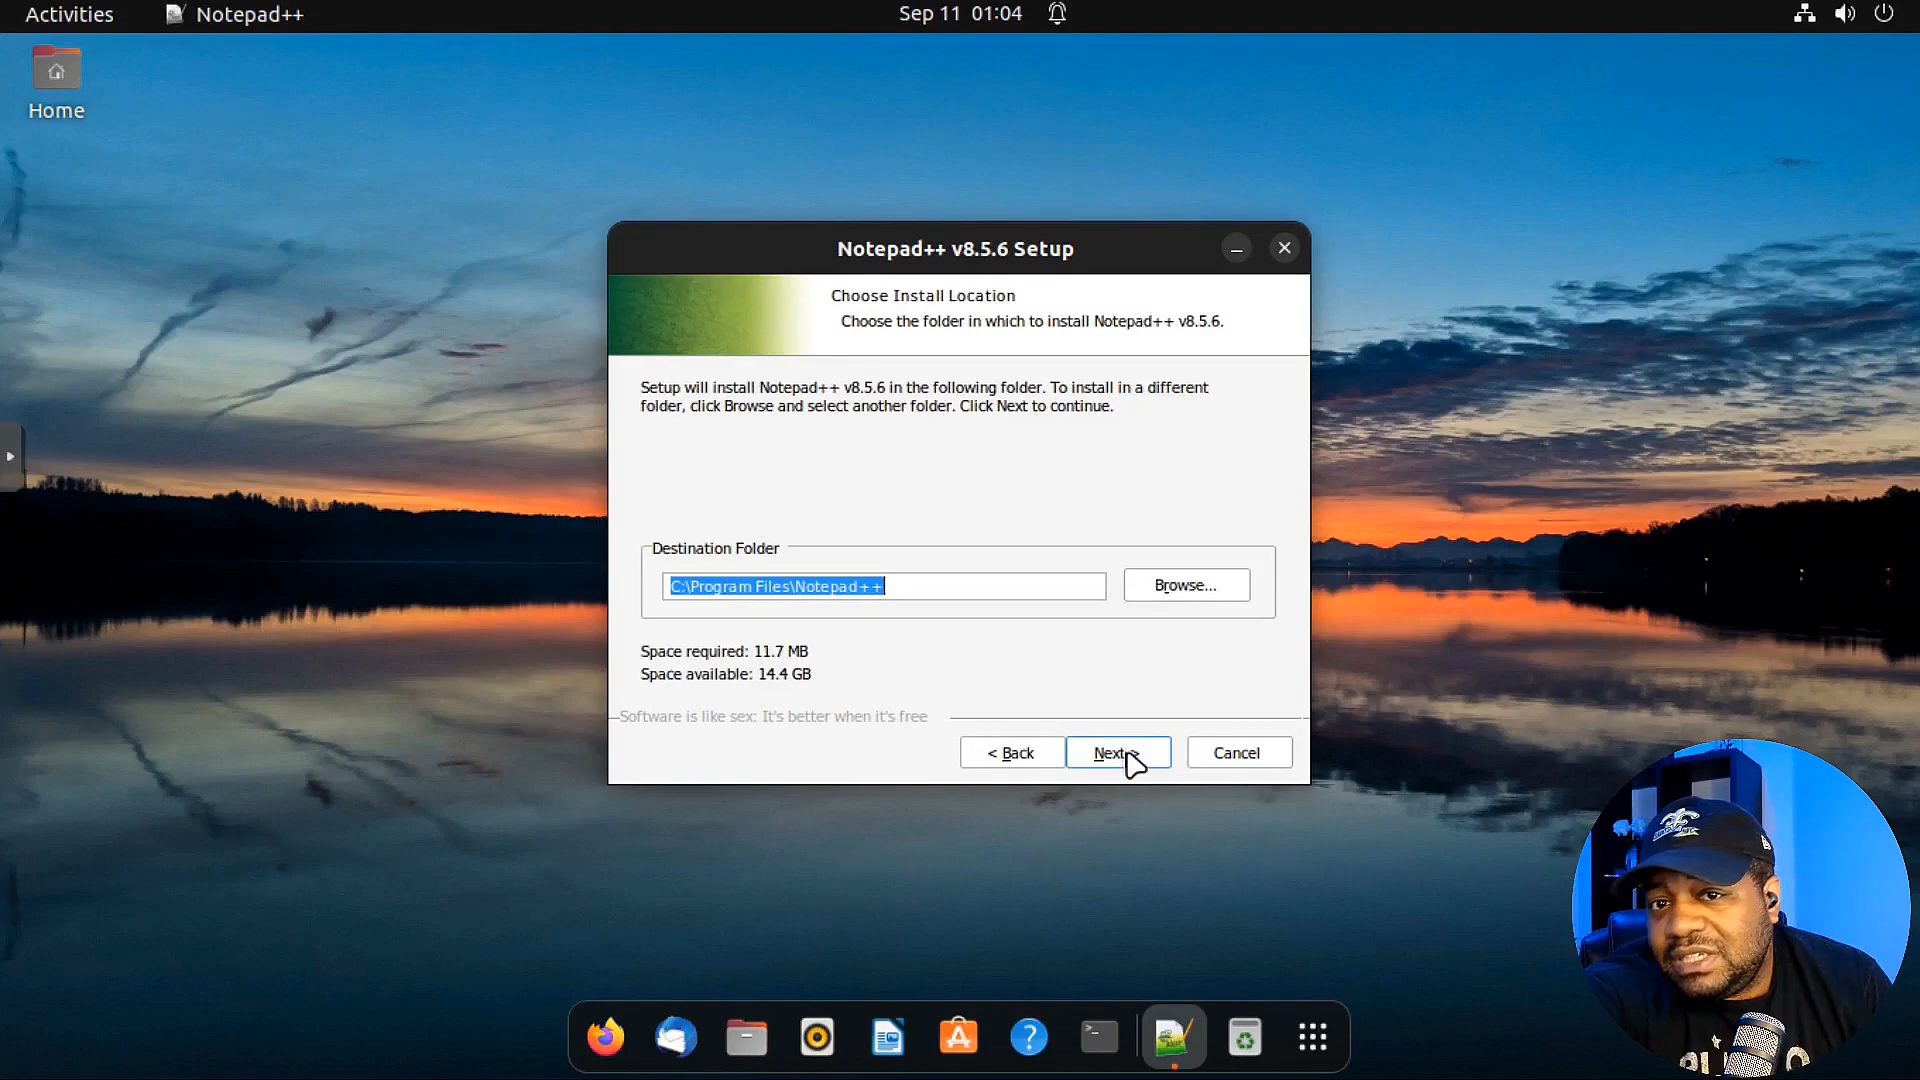 Activities
Notepad++
Sep 11 01:04
Home
Notepad++ v8.5.6 Setup
Choose Install Location
Choose the folder in which to install Notepad++ v8.5.6.
Setup will install Notepad++ v8.5.6 in the following folder. To install in a different
folder, click Browse and select another folder. Click Next to continue.
Destination Folder
C:\Program Files\Notepad++
Browse...
Space required: 11.7 MB
Space available: 14.4 GB
Software is like sex: It's better when it's free
< Back
Next >
Cancel